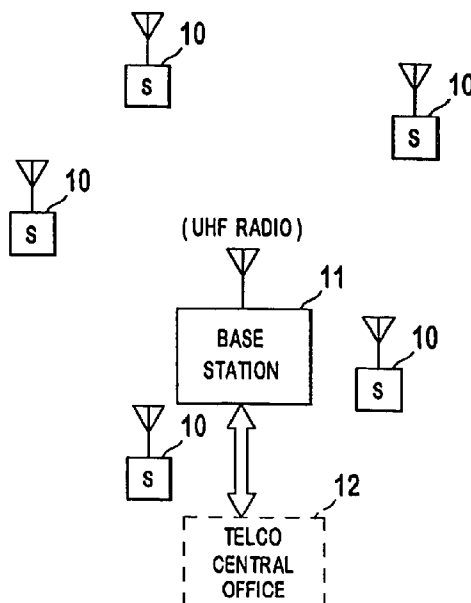 10
S
10
S
10
S
(UHF RADIO)
11
BASE
STATION
10
S
10
S
12
TELCO
CENTRAL
OFFICE